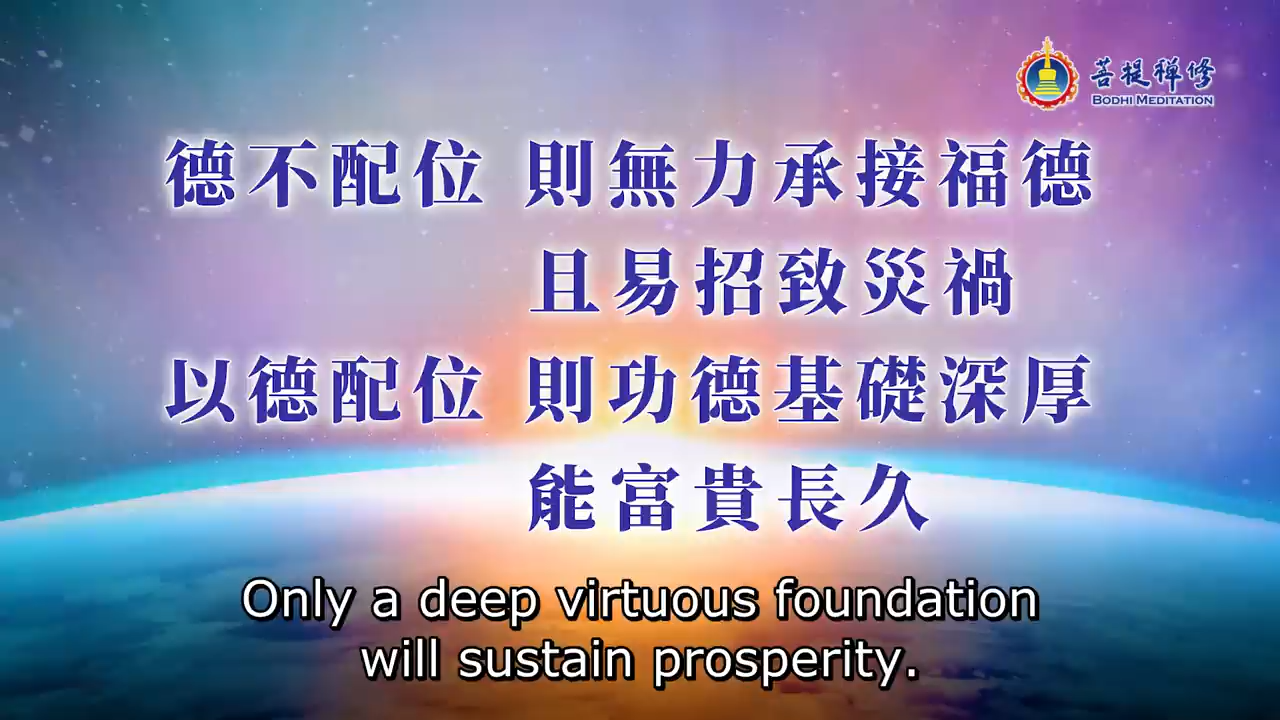 菩提禪修
BODHI MEDITATION
德不配位 則無力承接福德
且易招致災禍
以德配位 則功德基礎深厚
能富貴長久
Only a deep virtuous foundation
will sustain prosperity.